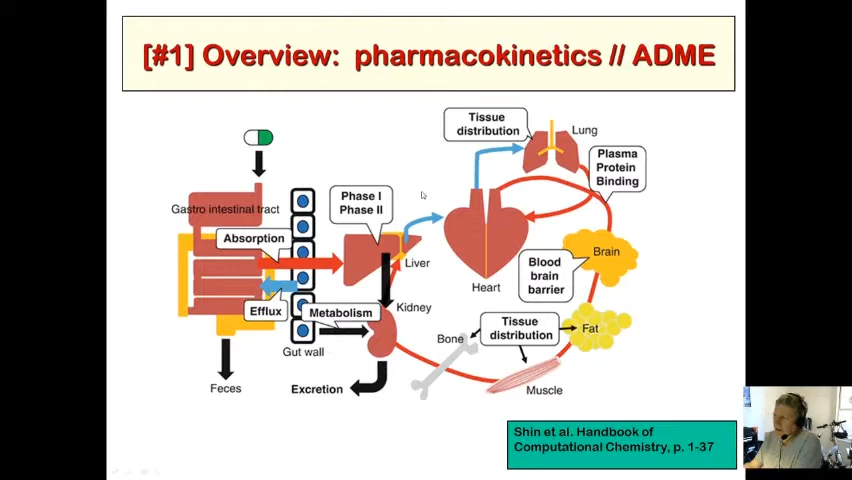 [#1] Overview: pharmacokinetics // ADME
Tissue
distribution
Lung
Plasma
Protein
Binding
Phase I
Phase II
Gastro intestinal tract
Absorption
Liver
Heart
Brain
Blood
brain
barrier
Efflux
Metabolism
Kidney
Gut wall
Bone
Tissue
distribution
Fat
Feces
Excretion
Muscle
Shin et al. Handbook of
Computational Chemistry, p. 1-37